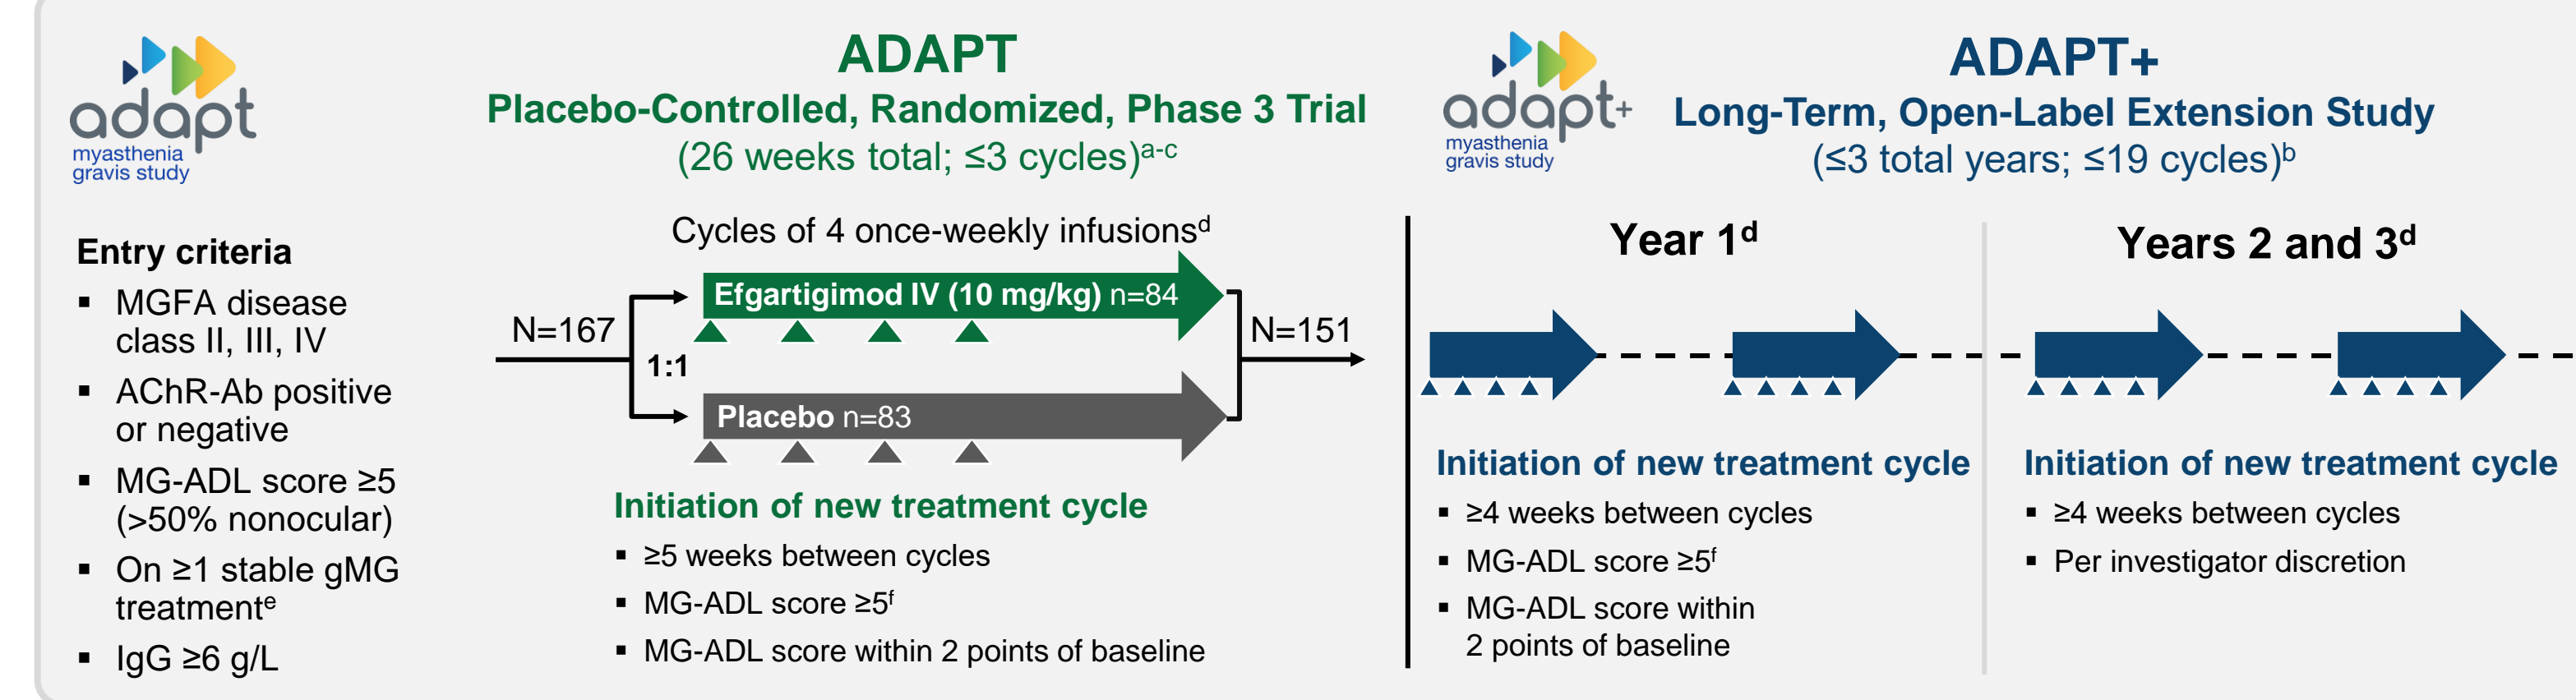 adapt
myasthenia
gravis study
Entry criteria
▪ MGFA disease
class II, III, IV
▪ AChR-Ab positive
or negative
▪ MG-ADL score ≥5
(>50% nonocular)
▪ On ≥1 stable gMG
treatmentᵉ
▪ IgG ≥6 g/L
ADAPT
Placebo-Controlled, Randomized, Phase 3 Trial
(26 weeks total; ≤3 cycles)ᵃ⁻ᶜ
Cycles of 4 once-weekly infusionsᵈ
N=167
1:1
Efgartigimod IV (10 mg/kg) n=84
Placebo n=83
N=151
Initiation of new treatment cycle
▪ ≥5 weeks between cycles
▪ MG-ADL score ≥5ᶠ
▪ MG-ADL score within 2 points of baseline
adapt+
myasthenia
gravis study
ADAPT+
Long-Term, Open-Label Extension Study
(≤3 total years; ≤19 cycles)ᵇ
Year 1ᵈ
Initiation of new treatment cycle
▪ ≥4 weeks between cycles
▪ MG-ADL score ≥5ᶠ
▪ MG-ADL score within
2 points of baseline
Years 2 and 3ᵈ
Initiation of new treatment cycle
▪ ≥4 weeks between cycles
▪ Per investigator discretion